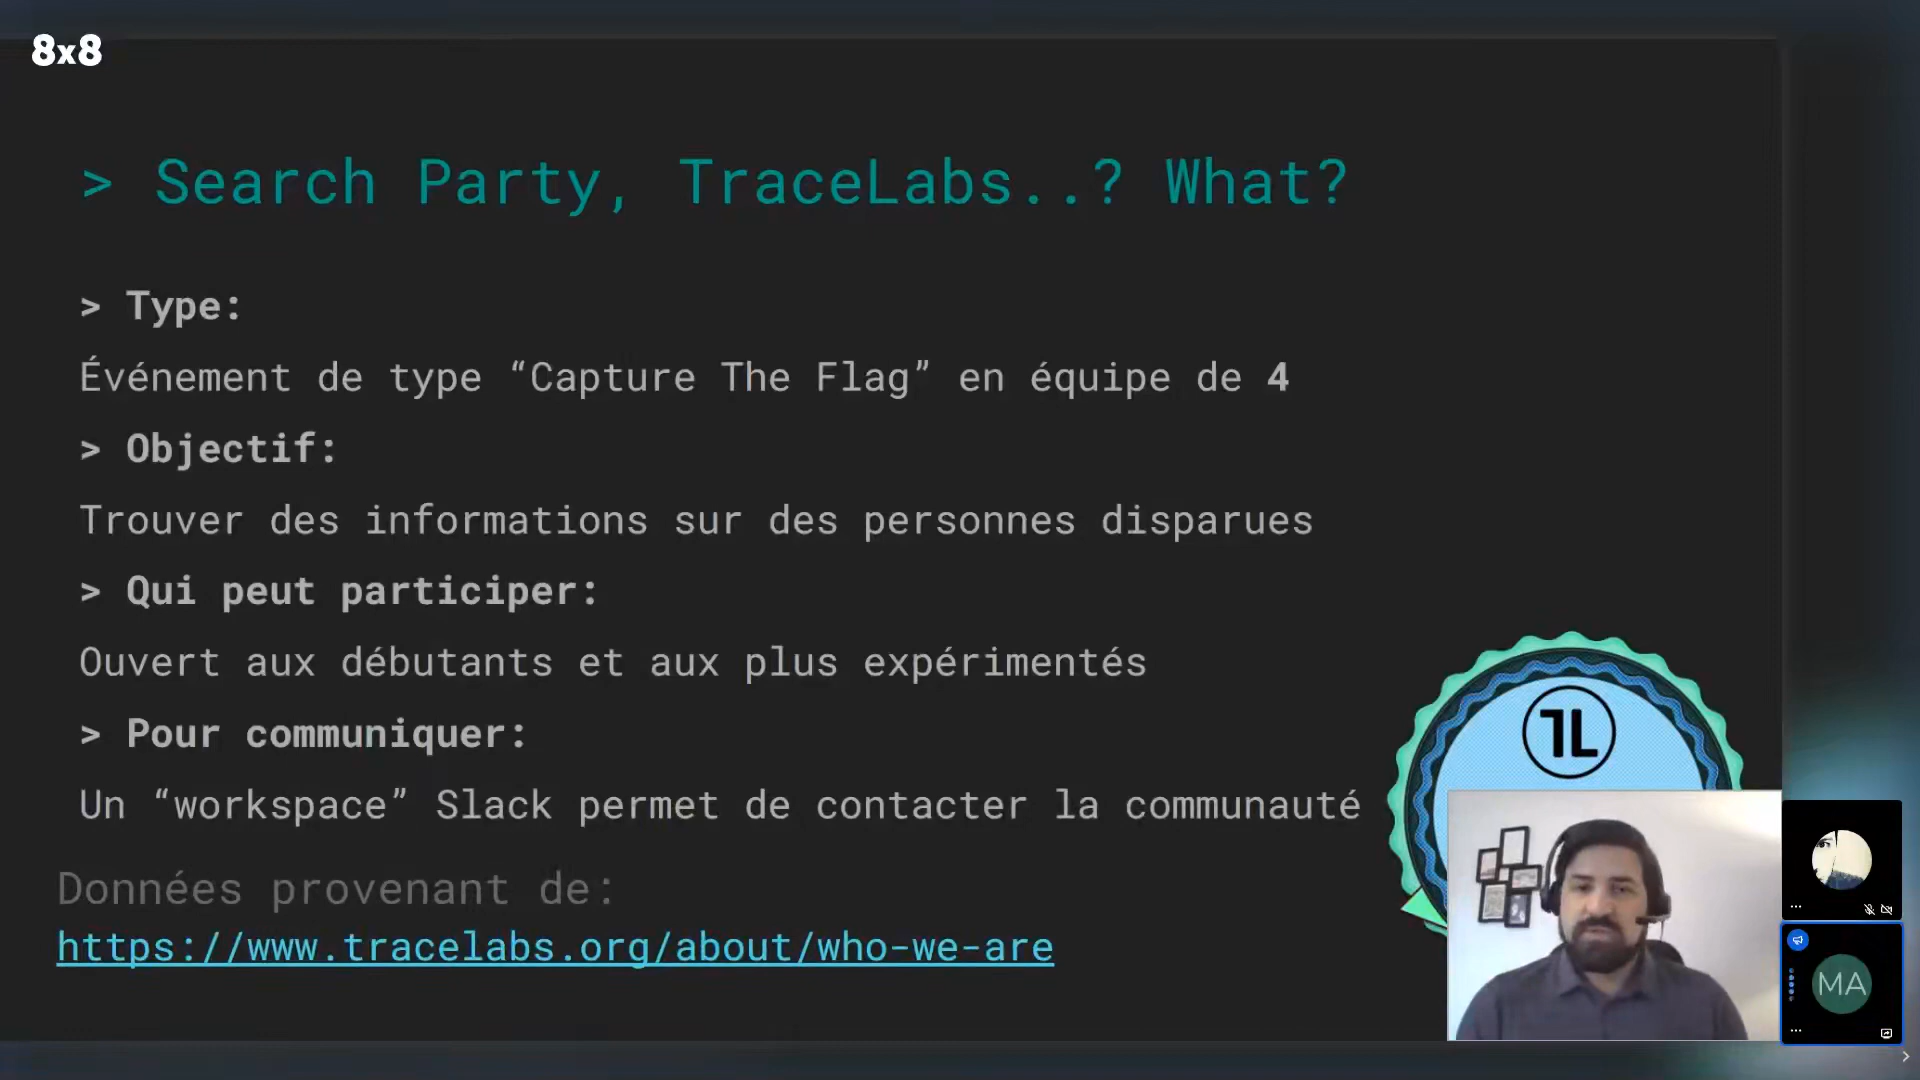 8x8
> Search Party, TraceLabs..? What?
> Type:
Événement de type “Capture The Flag” en équipe de 4
> Objectif:
Trouver des informations sur des personnes disparues
> Qui peut participer:
Ouvert aux débutants et aux plus expérimentés
> Pour communiquer:
Un “workspace” Slack permet de contacter la communauté
Données provenant de:
https://www.tracelabs.org/about/who-we-are
TL
MA